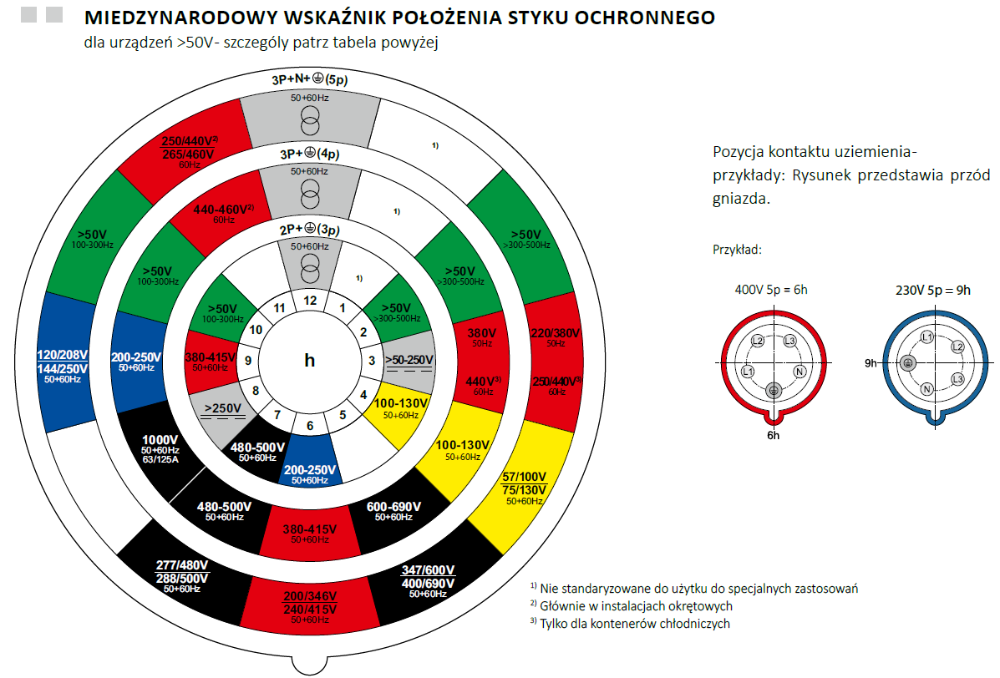 MIEDZYNARODOWY WSKAŹNIK POŁOŻENIA STYKU OCHRONNEGO
dla urządzeń >50V- szczegóły patrz tabela powyżej
3P+N+⏚(5p)
50+60Hz
1)
>50V
>300-500Hz
220/380V
50Hz
250/440V3)
60Hz
57/100V
75/130V
50+60Hz
347/600V
400/690V
50+60Hz
200/346V
240/415V
50+60Hz
277/480V
288/500V
50+60Hz
120/208V
144/250V
50+60Hz
>50V
100-300Hz
250/440V2)
265/460V
60Hz
3P+⏚(4p)
50+60Hz
1)
>50V
>300-500Hz
380V
50Hz
440V3)
60Hz
100-130V
50+60Hz
600-690V
50+60Hz
380-415V
50+60Hz
480-500V
50+60Hz
1000V
50+60Hz
63/125A
200-250V
50+60Hz
>50V
100-300Hz
440-460V2)
60Hz
2P+⏚(3p)
50+60Hz
1)
>50V
>300-500Hz
>50-250V
100-130V
50+60Hz
200-250V
50+60Hz
480-500V
50+60Hz
>250V
380-415V
50+60Hz
>50V
100-300Hz
12
1
2
3
4
5
6
7
8
9
10
11
h
Pozycja kontaktu uziemienia-
przykłady: Rysunek przedstawia przód
gniazda.
Przykład:
400V 5p = 6h
L2
L3
L1
N
6h
230V 5p = 9h
L1
L2
9h
L3
N
1) Nie standaryzowane do użytku do specjalnych zastosowań
2) Głównie w instalacjach okrętowych
3) Tylko dla kontenerów chłodniczych